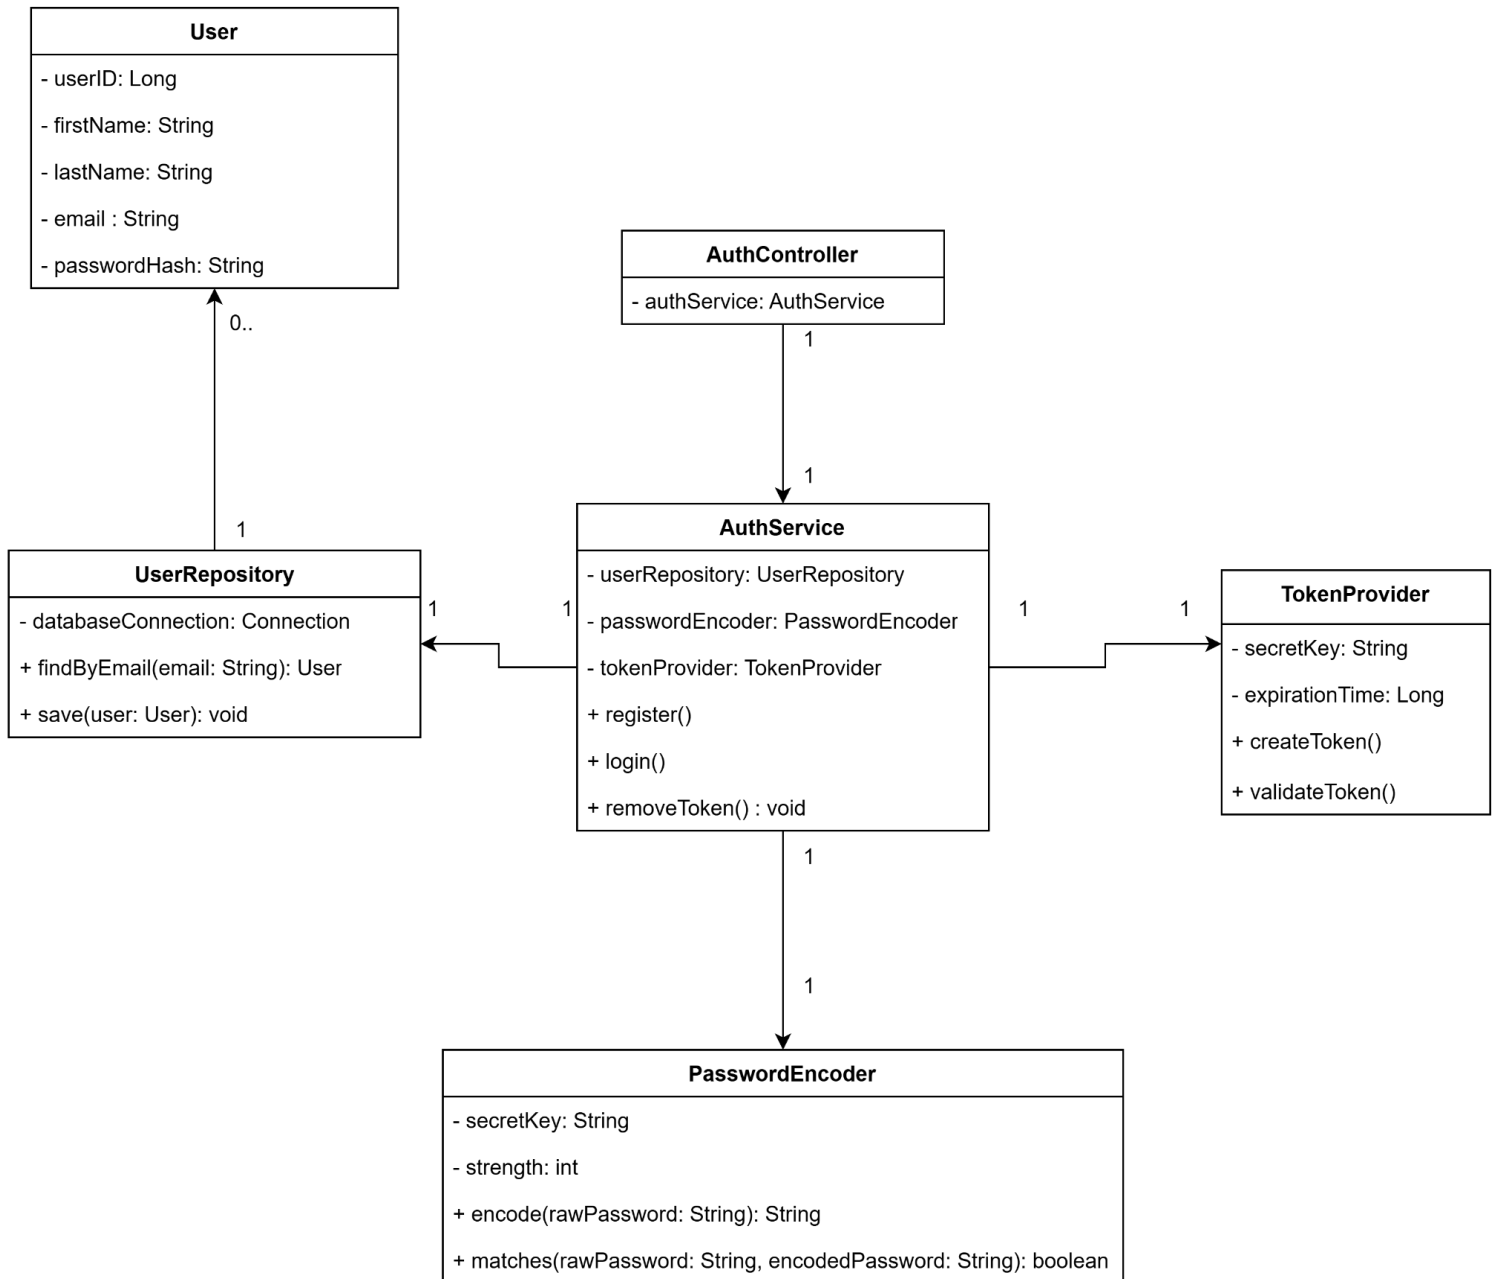 User
- userID: Long
- firstName: String
- lastName: String
- email : String
- passwordHash: String
0..
1
AuthController
- authService: AuthService
1
1
UserRepository
- databaseConnection: Connection
+ findByEmail(email: String): User
+ save(user: User): void
1
1
AuthService
- userRepository: UserRepository
- passwordEncoder: PasswordEncoder
- tokenProvider: TokenProvider
+ register()
+ login()
+ removeToken() : void
1
1
TokenProvider
- secretKey: String
- expirationTime: Long
+ createToken()
+ validateToken()
1
1
PasswordEncoder
- secretKey: String
- strength: int
+ encode(rawPassword: String): String
+ matches(rawPassword: String, encodedPassword: String): boolean